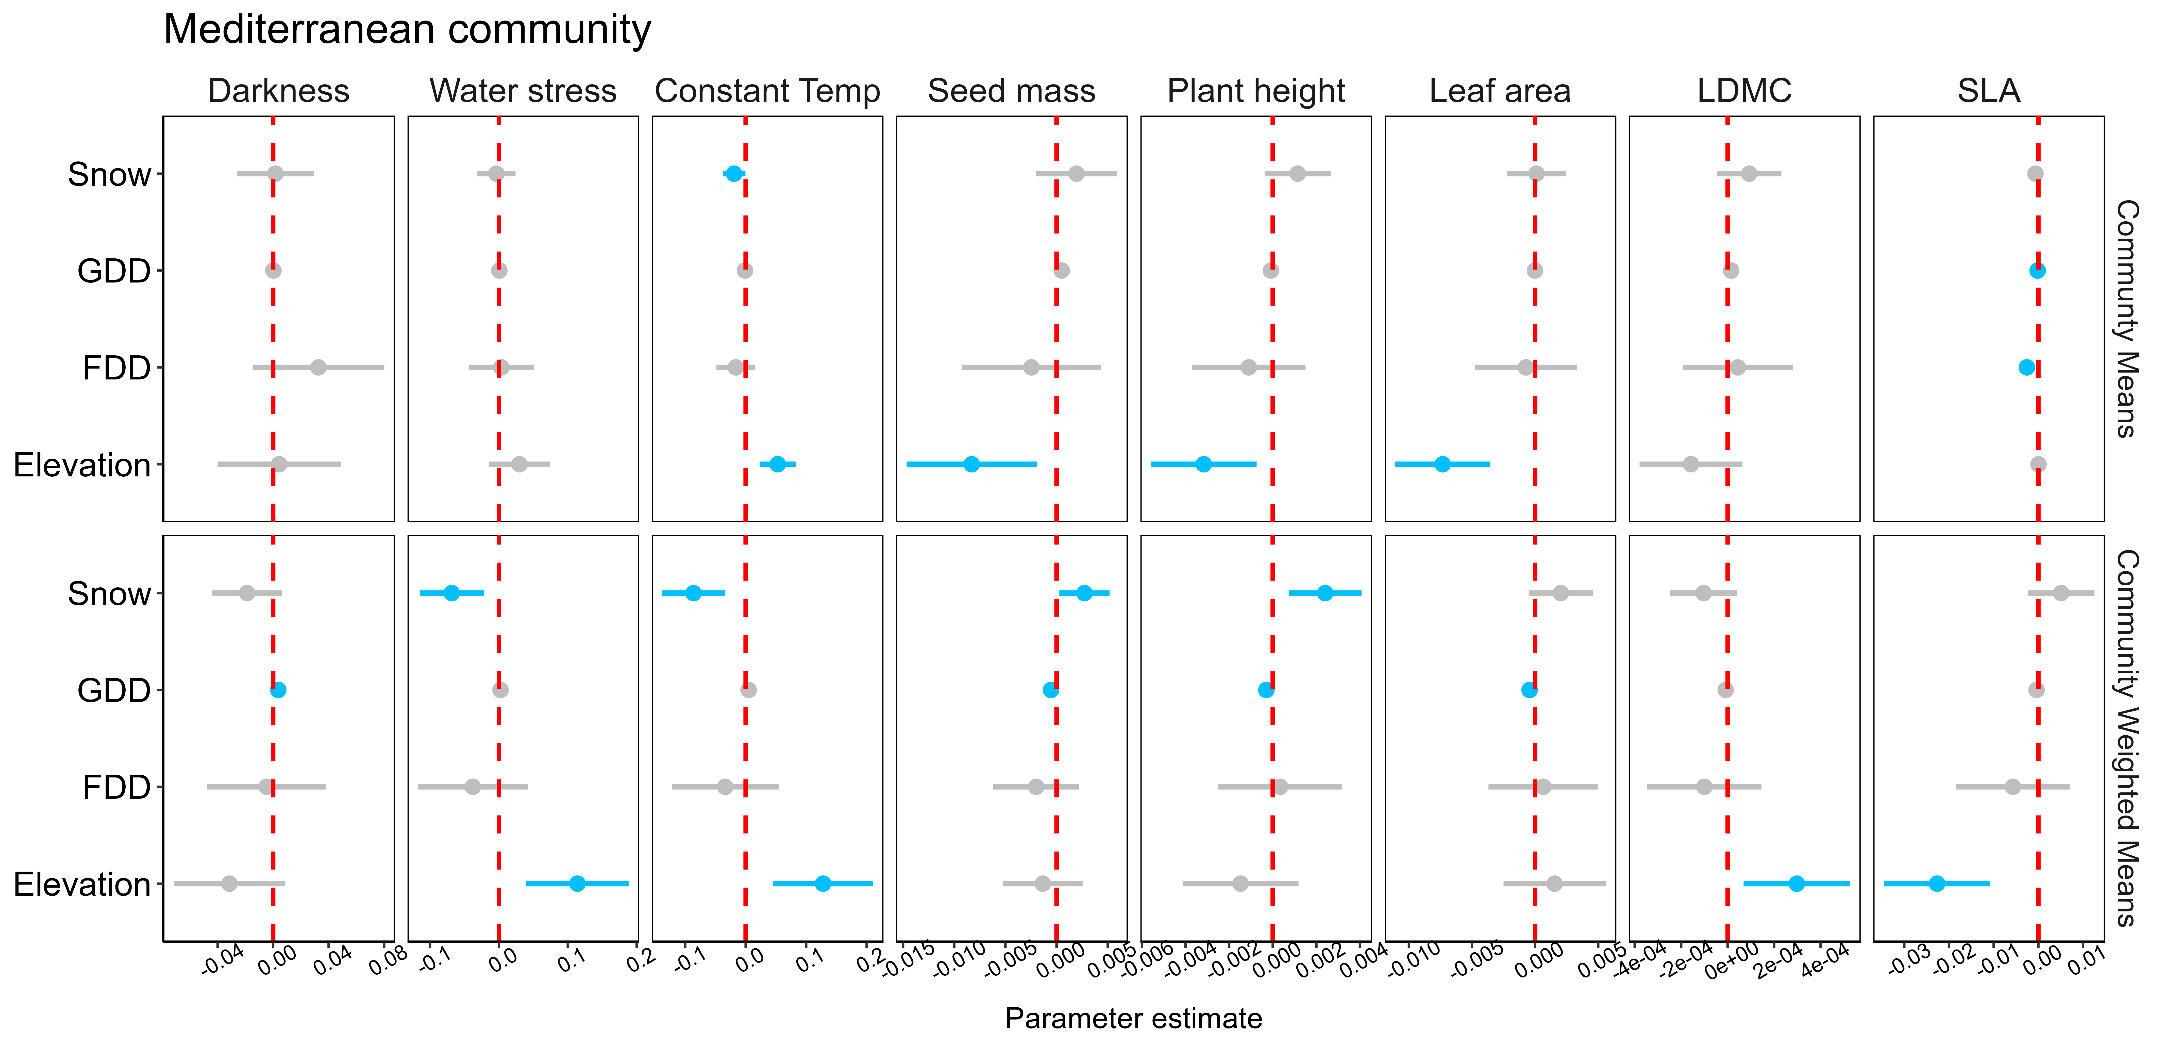 Mediterranean community
Darkness Water stress Constant Temp Seed mass Plant height Leaf area LDMC SLA
Snow
GDD
FDD
Elevation
Communty Means
Snow
GDD
FDD
Elevation
Community Weighted Means
-0.04 0.00 0.04 0.08 -0.1 0.0 0.1 0.2 -0.1 0.0 0.1 0.2 -0.015 -0.010 -0.005 0.000 0.005 -0.006 -0.004 -0.002 0.000 0.002 0.004 -0.010 -0.005 0.000 0.005 -4e-04 -2e-04 0e+00 2e-04 4e-04 -0.03 -0.02 -0.01 0.00 0.01
Parameter estimate